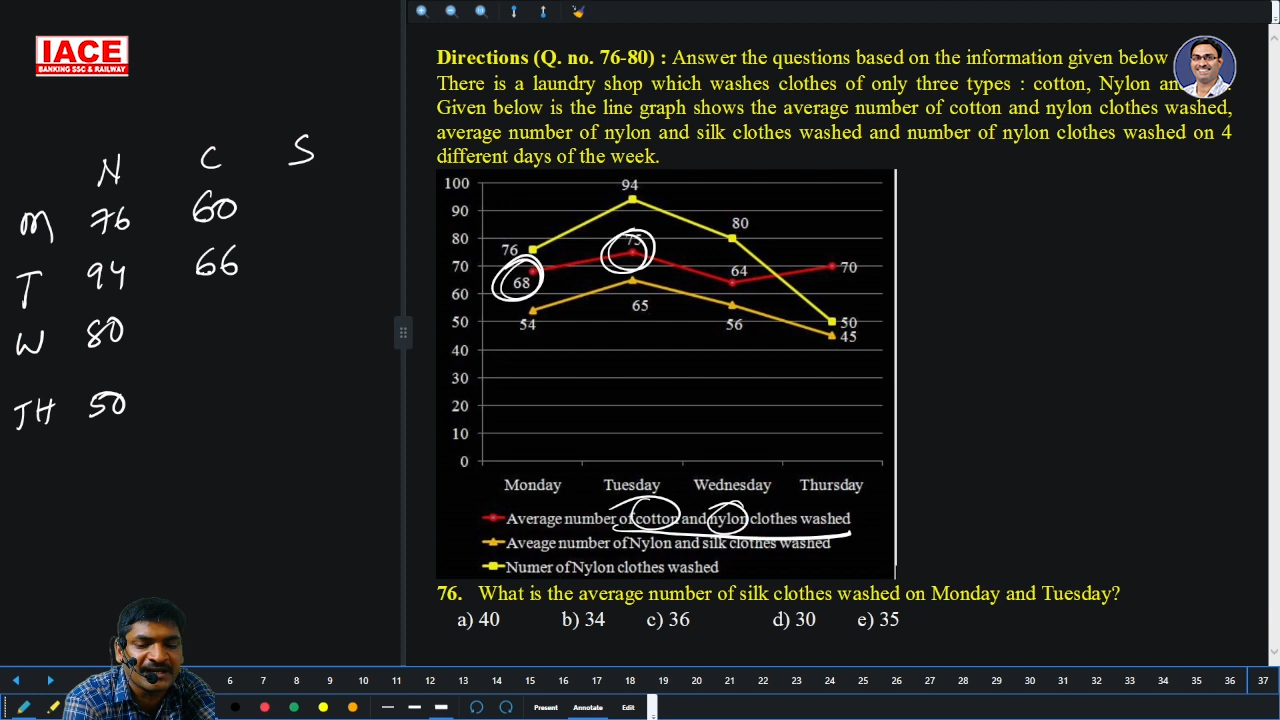 IACE
BANKING SSC & RAILWAY
Directions (Q. no. 76-80) : Answer the questions based on the information given below
There is a laundry shop which washes clothes of only three types : cotton, Nylon
Given below is the line graph shows the average number of cotton and nylon clothes washed,
average number of nylon and silk clothes washed and number of nylon clothes washed on 4
different days of the week.
N C S
M 76 60
T 94 66
W 80
TH 50
100
90
80
70
60
50
40
30
20
10
0
94
76
80
75
68
64
70
54
65
56
50
45
Monday Tuesday Wednesday Thursday
Average number of cotton and nylon clothes washed
Aveage number of Nylon and silk clothes washed
Numer of Nylon clothes washed
76. What is the average number of silk clothes washed on Monday and Tuesday?
a) 40 b) 34 c) 36 d) 30 e) 35
6 7 8 9 10 11 12 13 14 15 16 17 18 19 20 21 22 23 24 25 26 27 28 29 30 31 32 33 34 35 36 37
Present Annotate Edit